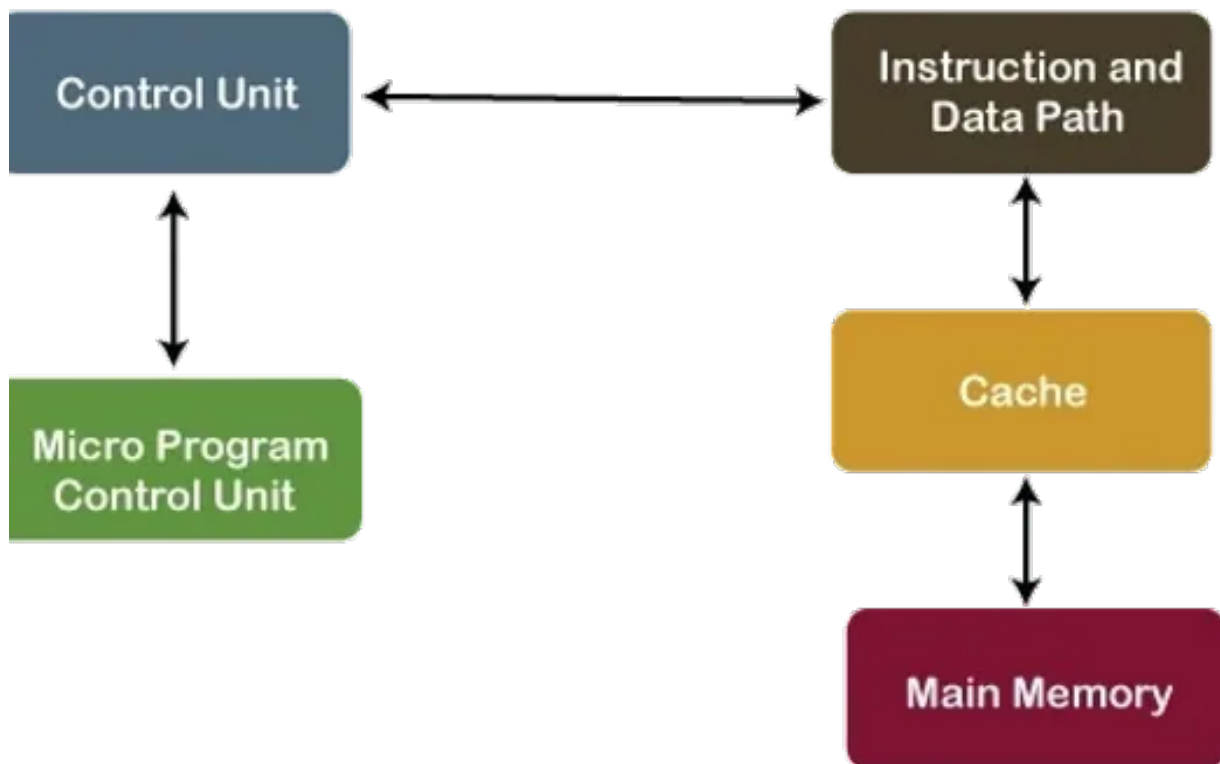 Control Unit
Instruction and
Data Path
Cache
Micro Program
Control Unit
Main Memory